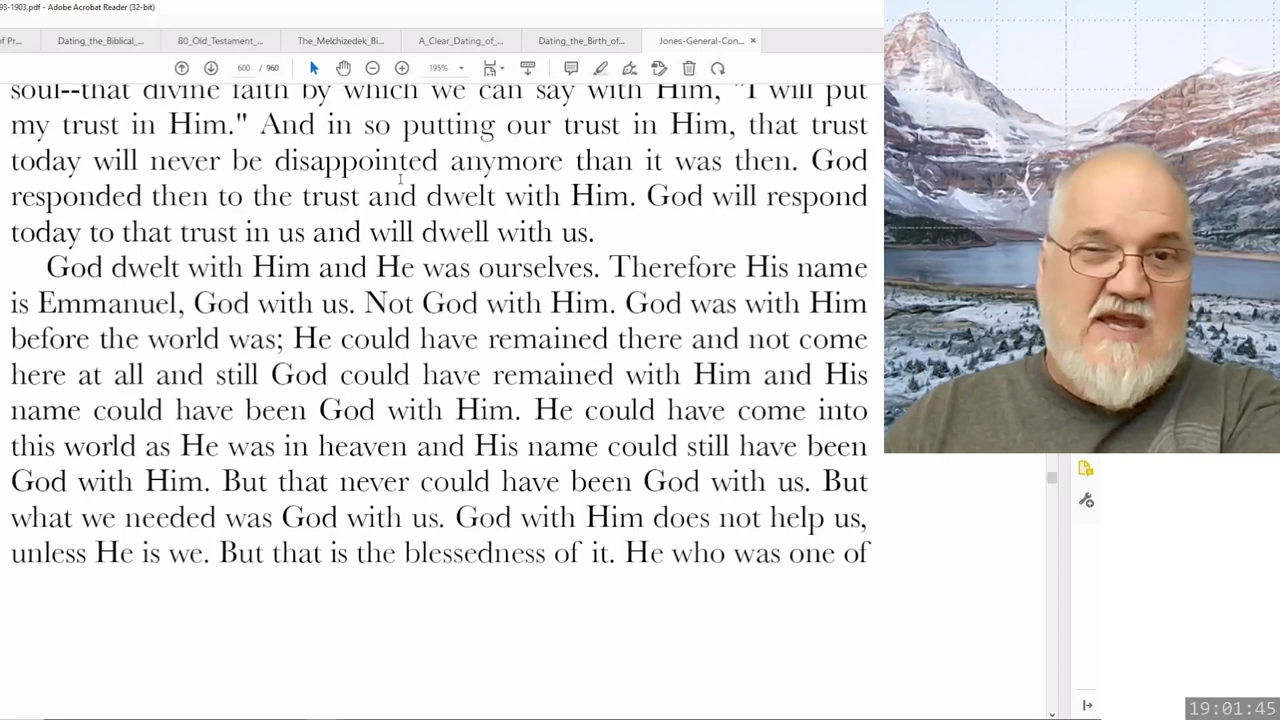 93-1903.pdf - Adobe Acrobat Reader (32-bit)
of Pr... Dating_the_Biblical_... 80_Old_Testament_... The_Melchizedek_Bi... A_Clear_Dating_of_... Dating_the_Birth_of... Jones-General-Con... ×
600 / 960 195%
soul--that divine faith by which we can say with Him, "I will put
my trust in Him." And in so putting our trust in Him, that trust
today will never be disappointed anymore than it was then. God
responded then to the trust and dwelt with Him. God will respond
today to that trust in us and will dwell with us.
God dwelt with Him and He was ourselves. Therefore His name
is Emmanuel, God with us. Not God with Him. God was with Him
before the world was; He could have remained there and not come
here at all and still God could have remained with Him and His
name could have been God with Him. He could have come into
this world as He was in heaven and His name could still have been
God with Him. But that never could have been God with us. But
what we needed was God with us. God with Him does not help us,
unless He is we. But that is the blessedness of it. He who was one of
19:01:45